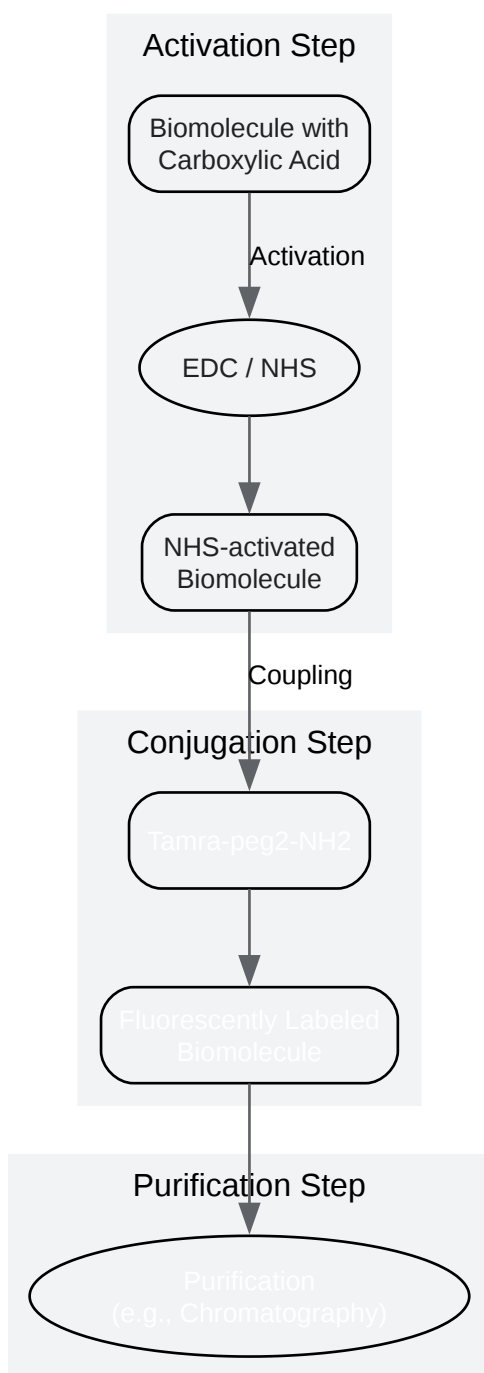 Activation Step
Biomolecule with
Carboxylic Acid
Activation
EDC / NHS
NHS-activated
Biomolecule
Coupling
Conjugation Step
Tamra-peg2-NH2
Fluorescently Labeled
Biomolecule
Purification Step
Purification
(e.g., Chromatography)